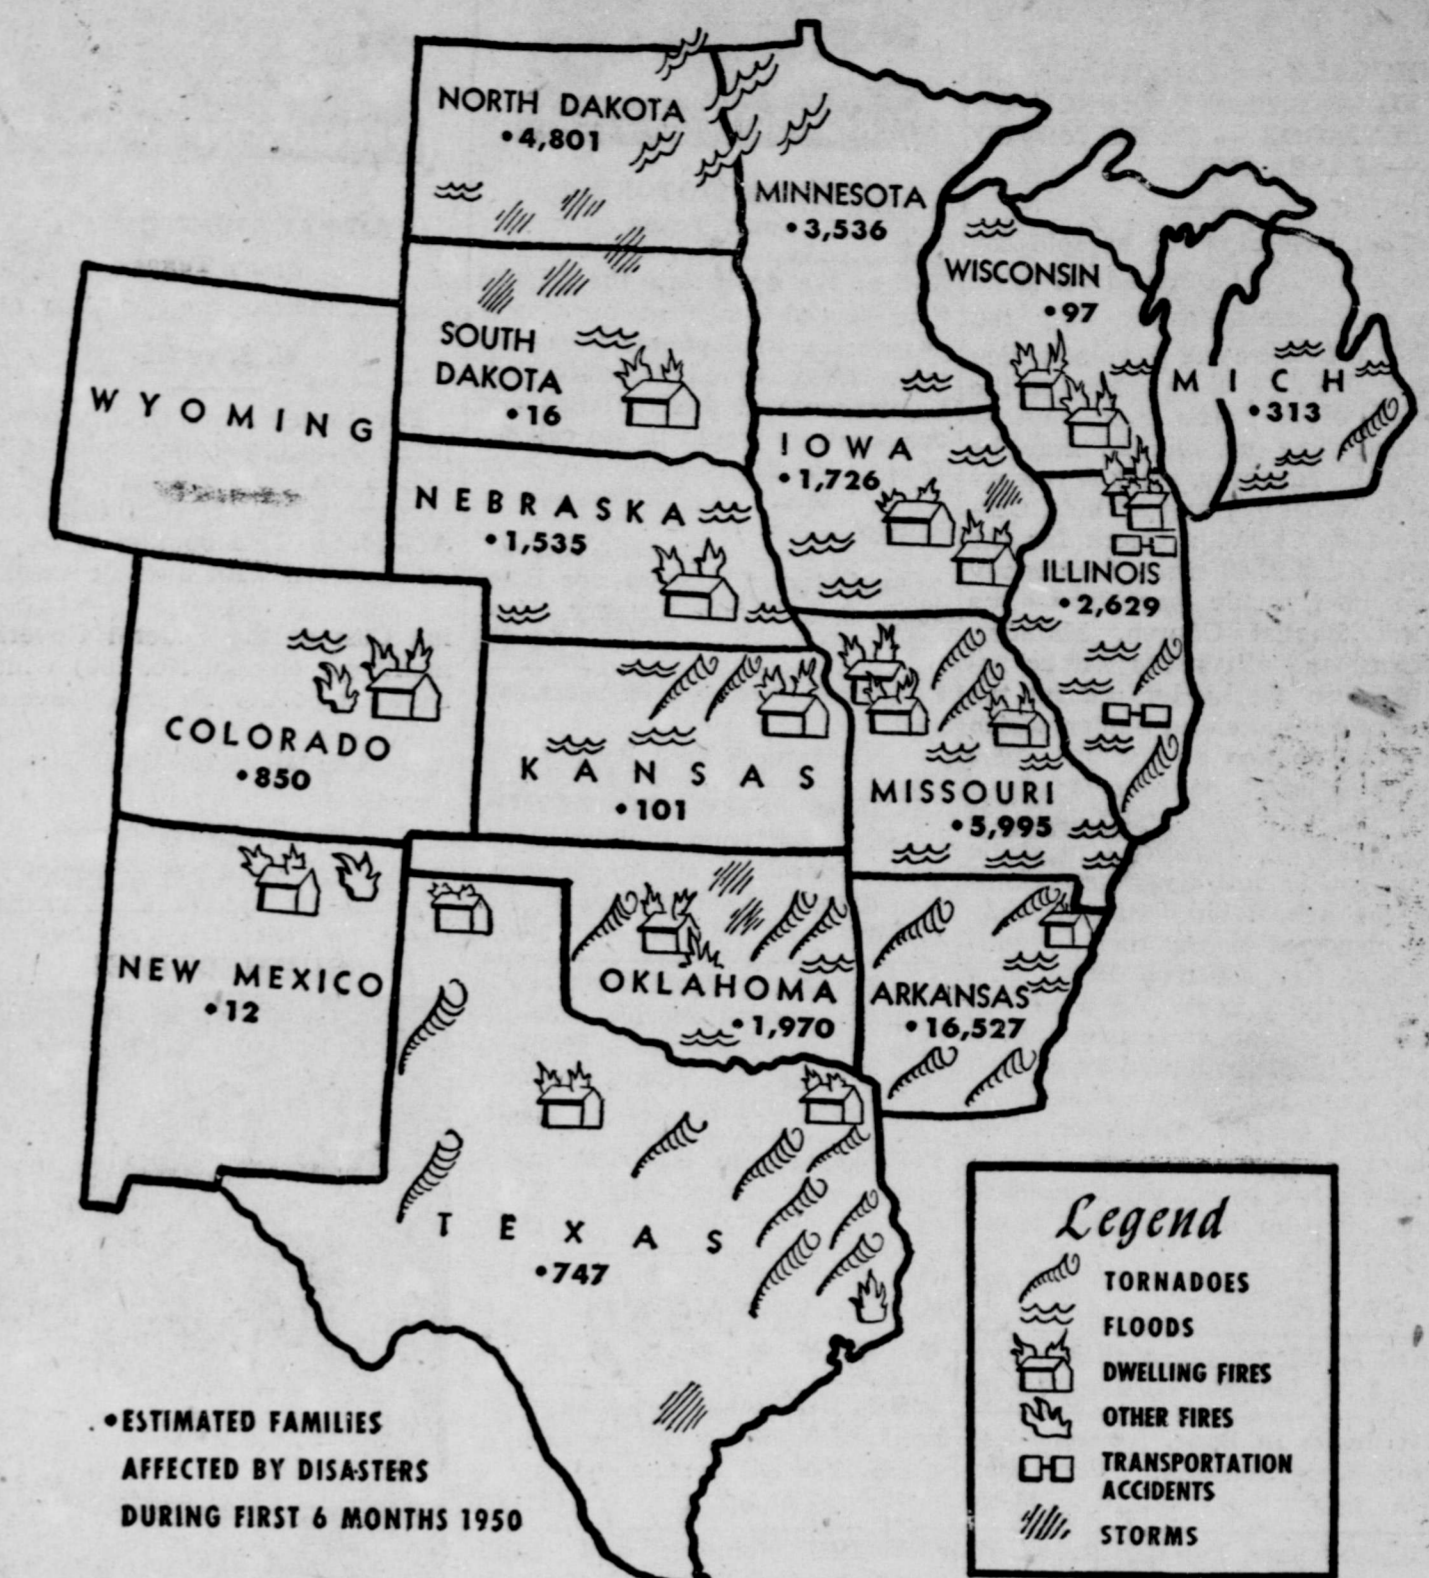 NORTH DAKOTA
•4,801
MINNESOTA
•3,536
WISCONSIN
•97
SOUTH
DAKOTA
•16
WYOMING
MICH
•313
IOWA
•1,726
NEBRASKA
•1,535
ILLINOIS
•2,629
COLORADO
•850
KANSAS
•101
MISSOURI
•5,995
NEW MEXICO
•12
OKLAHOMA
•1,970
ARKANSAS
•16,527
TEXAS
•747
Legend
TORNADOES
FLOODS
DWELLING FIRES
OTHER FIRES
TRANSPORTATION
ACCIDENTS
STORMS
•ESTIMATED FAMILIES
AFFECTED BY DISASTERS
DURING FIRST 6 MONTHS 1950